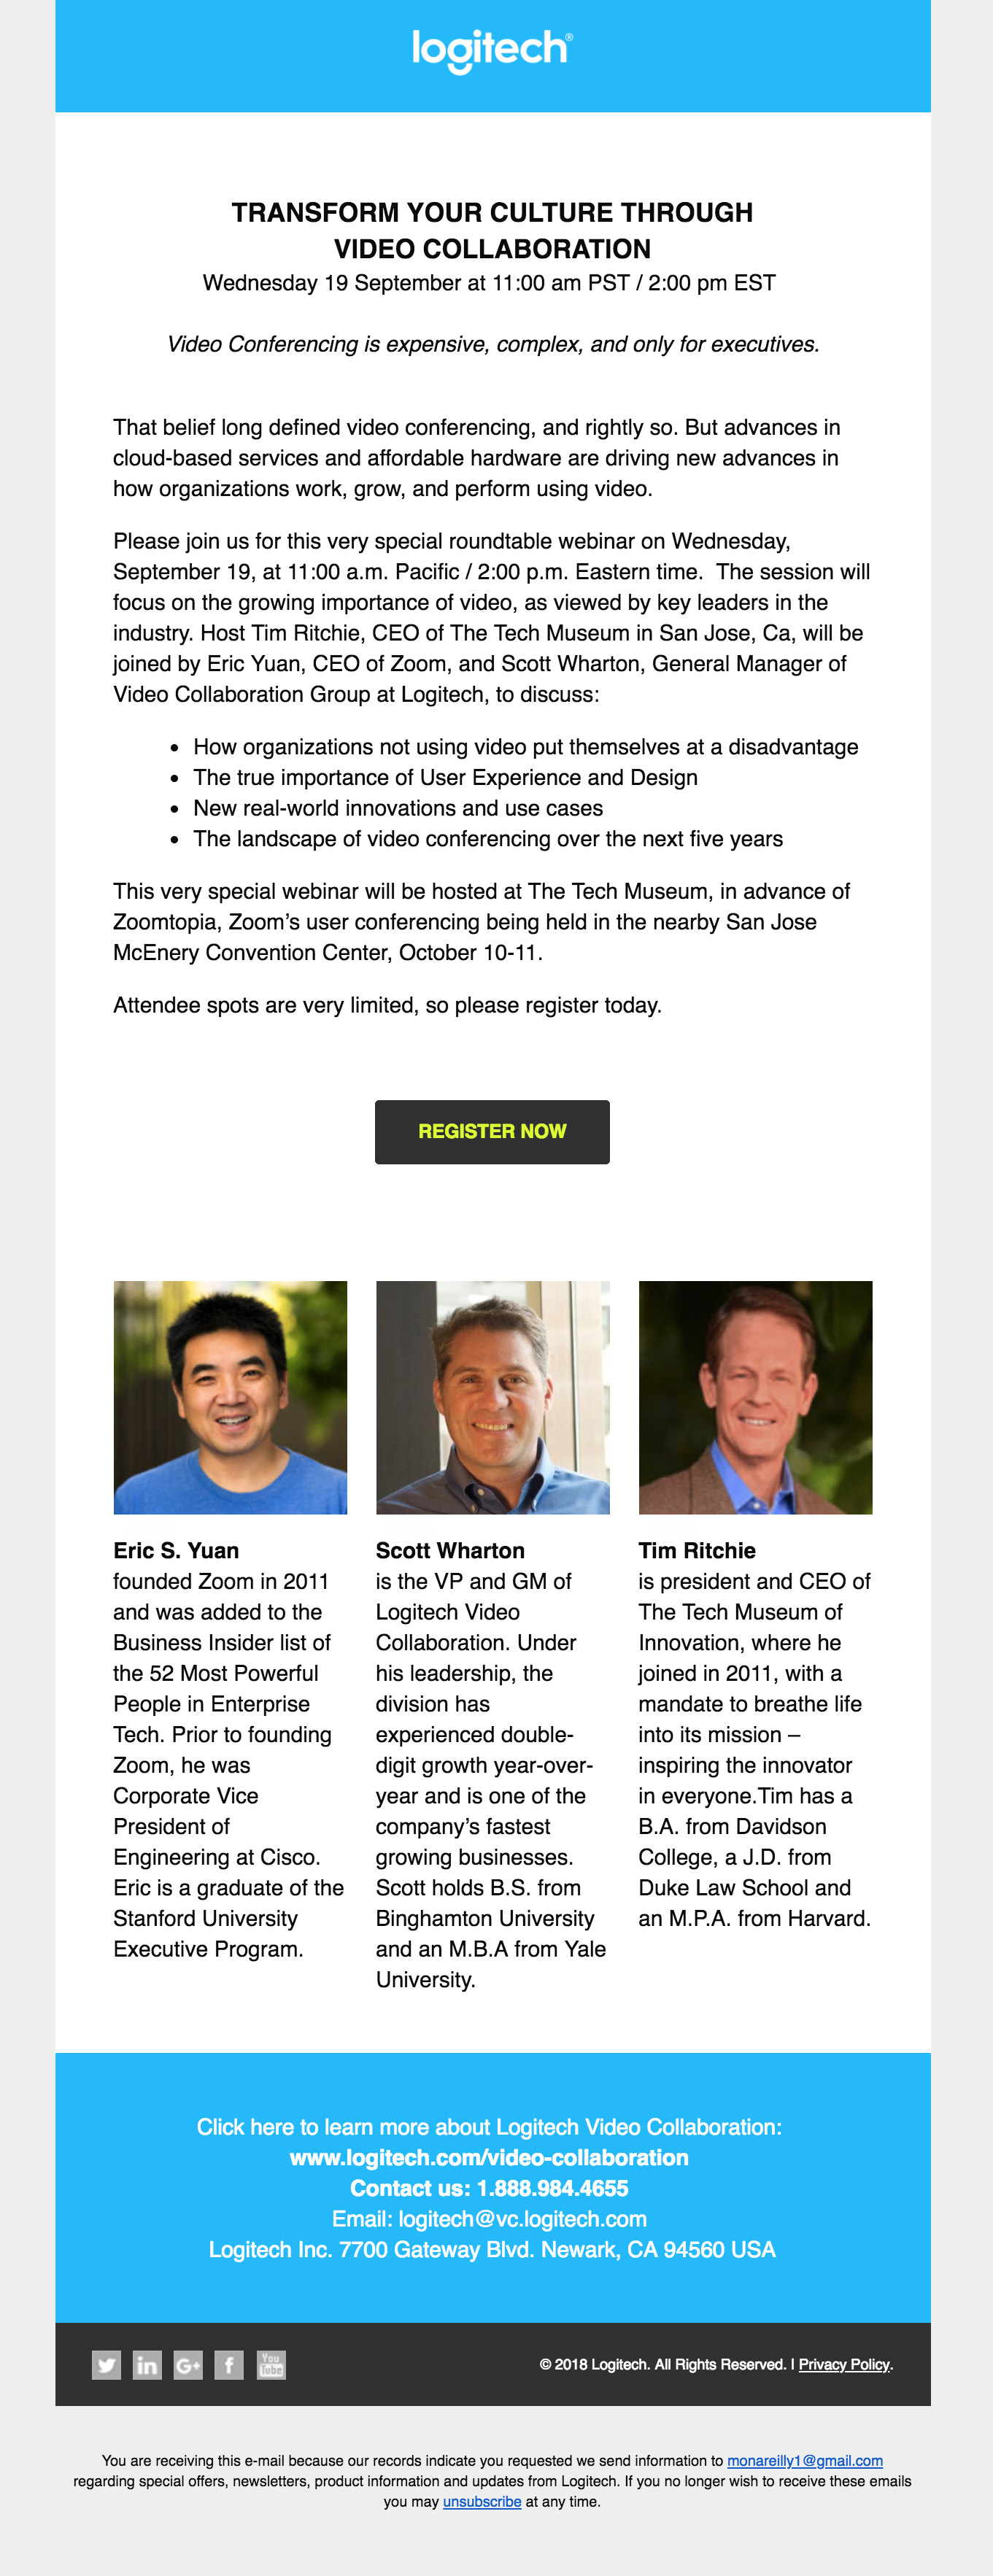 logitech®
TRANSFORM YOUR CULTURE THROUGH
VIDEO COLLABORATION
Wednesday 19 September at 11:00 am PST / 2:00 pm EST
Video Conferencing is expensive, complex, and only for executives.
That belief long defined video conferencing, and rightly so. But advances in
cloud-based services and affordable hardware are driving new advances in
how organizations work, grow, and perform using video.
Please join us for this very special roundtable webinar on Wednesday,
September 19, at 11:00 a.m. Pacific / 2:00 p.m. Eastern time.  The session will
focus on the growing importance of video, as viewed by key leaders in the
industry. Host Tim Ritchie, CEO of The Tech Museum in San Jose, Ca, will be
joined by Eric Yuan, CEO of Zoom, and Scott Wharton, General Manager of
Video Collaboration Group at Logitech, to discuss:
• How organizations not using video put themselves at a disadvantage
• The true importance of User Experience and Design
• New real-world innovations and use cases
• The landscape of video conferencing over the next five years
This very special webinar will be hosted at The Tech Museum, in advance of
Zoomtopia, Zoom’s user conferencing being held in the nearby San Jose
McEnery Convention Center, October 10-11.
Attendee spots are very limited, so please register today.
REGISTER NOW
Eric S. Yuan
founded Zoom in 2011
and was added to the
Business Insider list of
the 52 Most Powerful
People in Enterprise
Tech. Prior to founding
Zoom, he was
Corporate Vice
President of
Engineering at Cisco.
Eric is a graduate of the
Stanford University
Executive Program.
Scott Wharton
is the VP and GM of
Logitech Video
Collaboration. Under
his leadership, the
division has
experienced double-
digit growth year-over-
year and is one of the
company’s fastest
growing businesses.
Scott holds B.S. from
Binghamton University
and an M.B.A from Yale
University.
Tim Ritchie
is president and CEO of
The Tech Museum of
Innovation, where he
joined in 2011, with a
mandate to breathe life
into its mission –
inspiring the innovator
in everyone.Tim has a
B.A. from Davidson
College, a J.D. from
Duke Law School and
an M.P.A. from Harvard.
Click here to learn more about Logitech Video Collaboration:
www.logitech.com/video-collaboration
Contact us: 1.888.984.4655
Email: logitech@vc.logitech.com
Logitech Inc. 7700 Gateway Blvd. Newark, CA 94560 USA
in G+ f You Tube
© 2018 Logitech. All Rights Reserved. | Privacy Policy.
You are receiving this e-mail because our records indicate you requested we send information to monareilly1@gmail.com
regarding special offers, newsletters, product information and updates from Logitech. If you no longer wish to receive these emails
you may unsubscribe at any time.